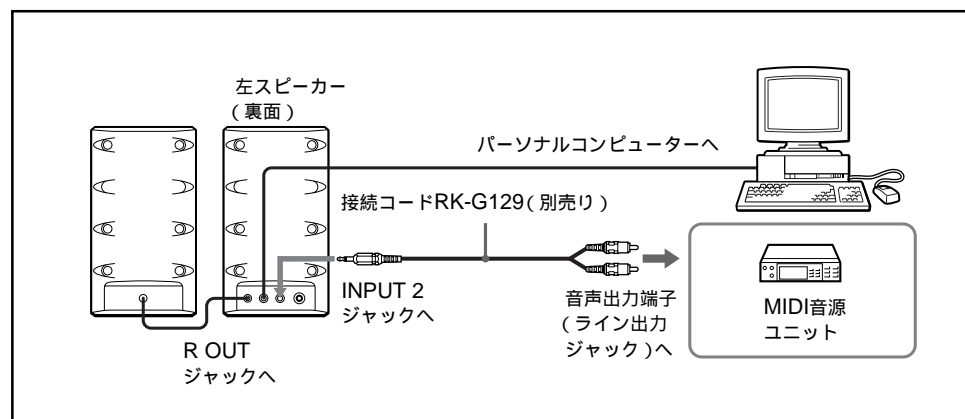 左スピーカー
(裏面)
パーソナルコンピューターへ
接続コードRK-G129(別売り)
INPUT 2
ジャックへ
音声出力端子
(ライン出力
ジャック)へ
MIDI音源
ユニット
R OUT
ジャックへ